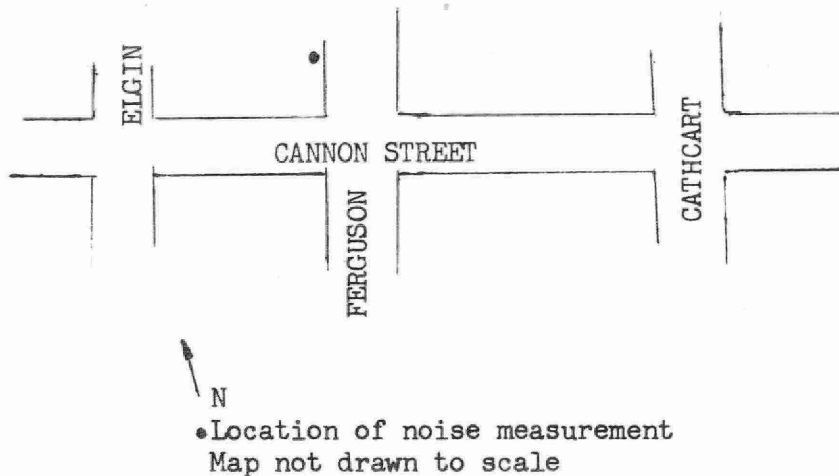 ELGIN
CANNON STREET
CATHCART
FERGUSON
N
•Location of noise measurement
Map not drawn to scale